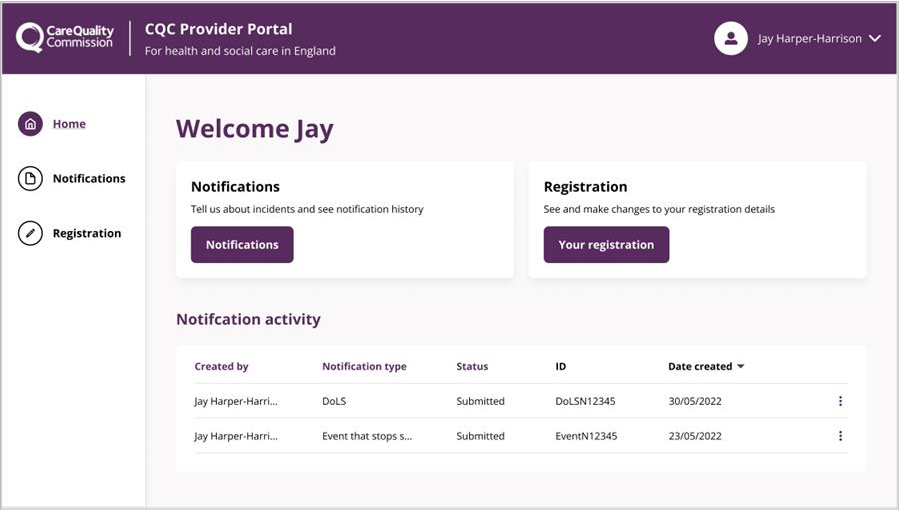 CareQuality
Commission
CQC Provider Portal
For health and social care in England
Jay Harper-Harrison
Home
Notifications
Registration
Welcome Jay
Notifications
Tell us about incidents and see notification history
Notifications
Registration
See and make changes to your registration details
Your registration
Notifcation activity
Created by Notification type Status ID Date created
Jay Harper-Harri... DoLS Submitted DoLSN12345 30/05/2022
Jay Harper-Harri... Event that stops s... Submitted EventN12345 23/05/2022